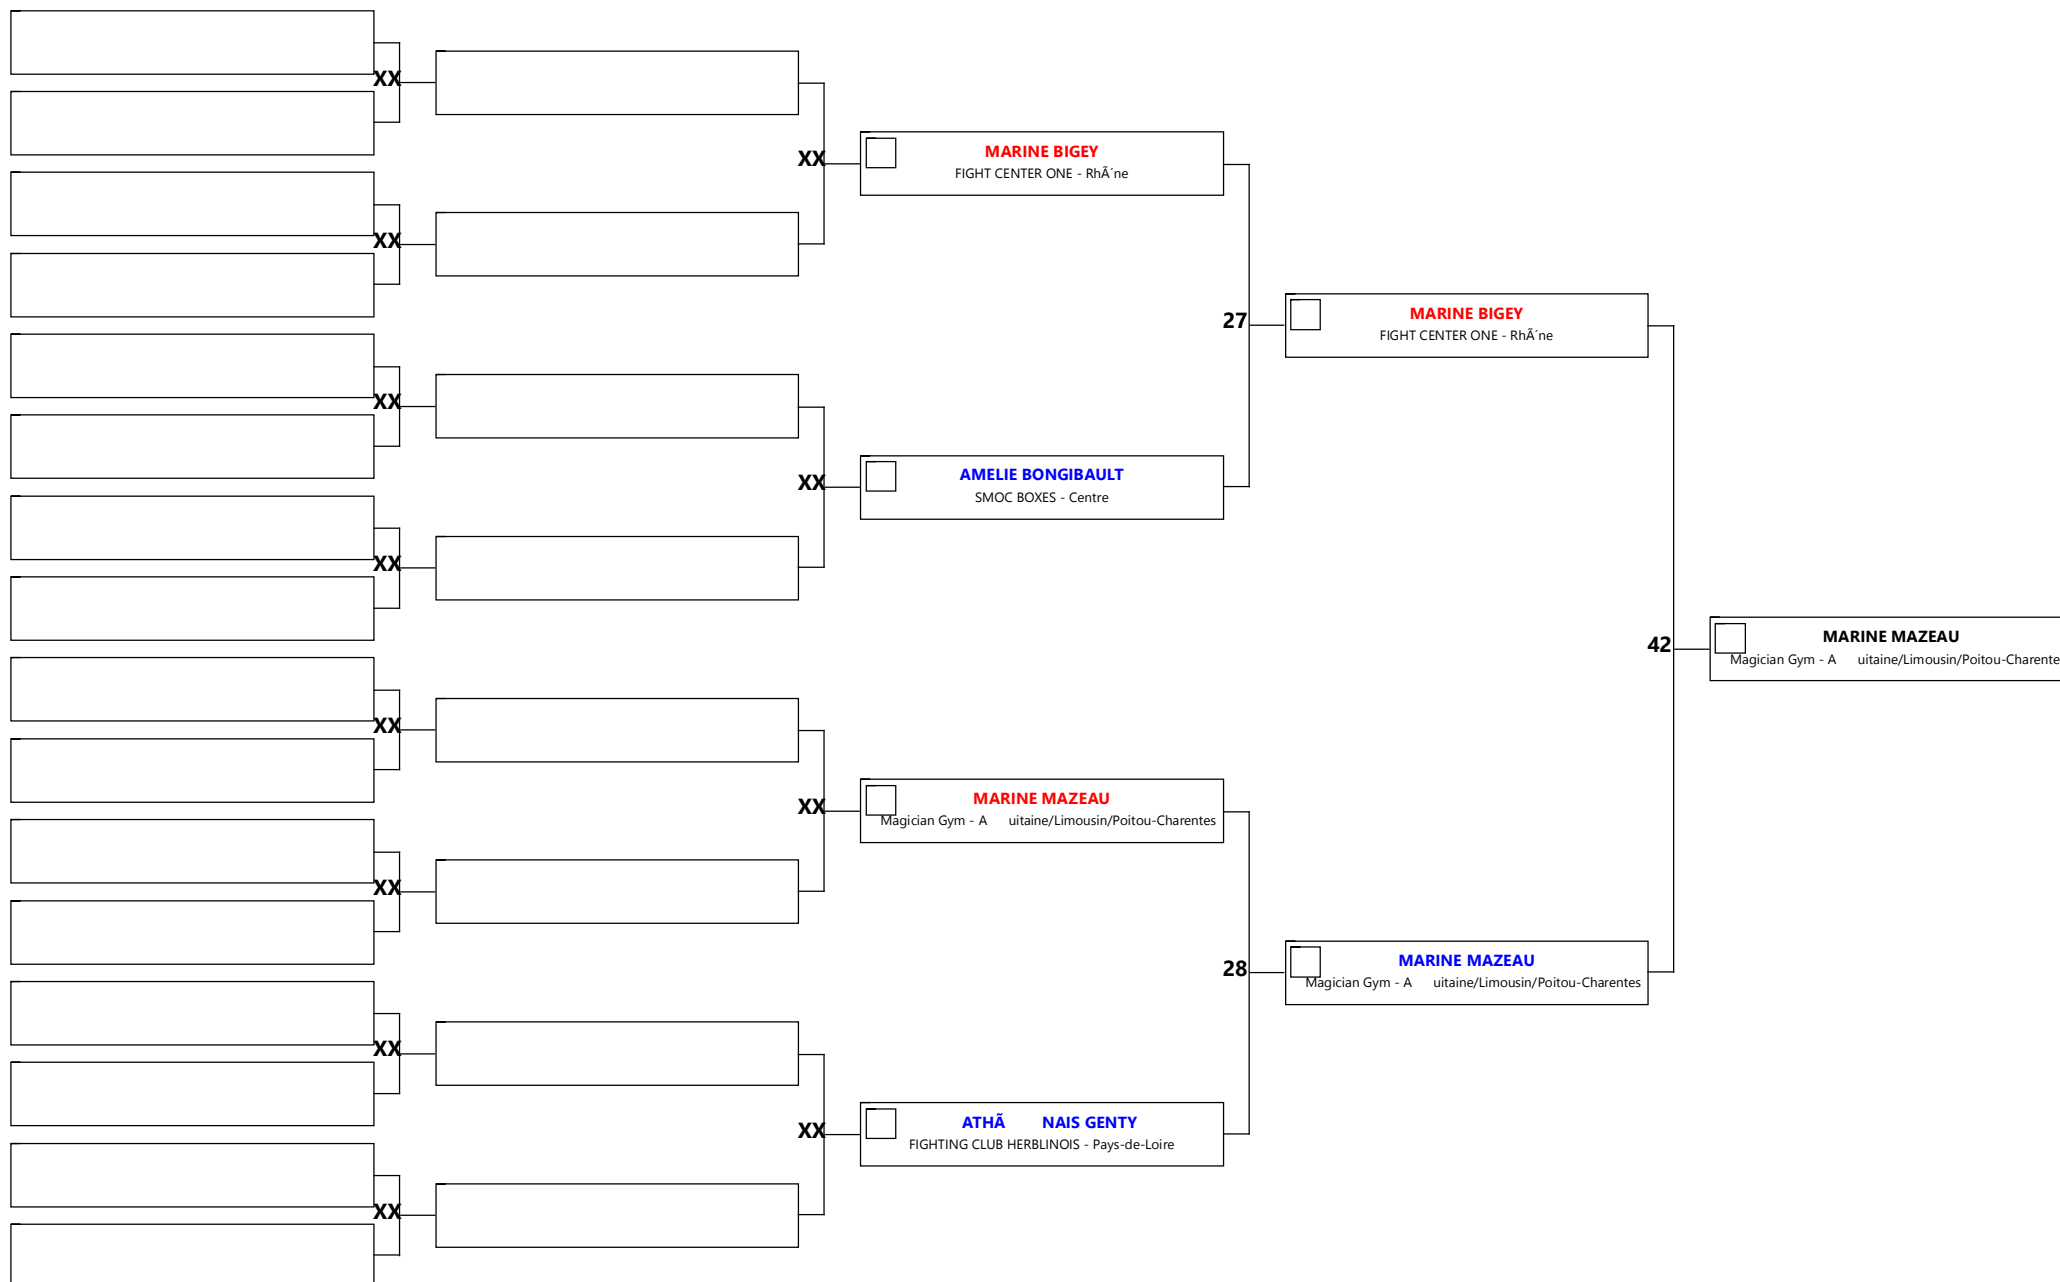 XX
XX
XX
XX
XX
XX
XX
XX
XX
MARINE BIGEY
FIGHT CENTER ONE - RhÃ´ne
XX
AMELIE BONGIBAULT
SMOC BOXES - Centre
XX
MARINE MAZEAU
Magician Gym - A uitaine/Limousin/Poitou-Charentes
XX
ATHÃ NAIS GENTY
FIGHTING CLUB HERBLINOIS - Pays-de-Loire
27
MARINE BIGEY
FIGHT CENTER ONE - RhÃ´ne
28
MARINE MAZEAU
Magician Gym - A uitaine/Limousin/Poitou-Charentes
42
MARINE MAZEAU
Magician Gym - A uitaine/Limousin/Poitou-Charente